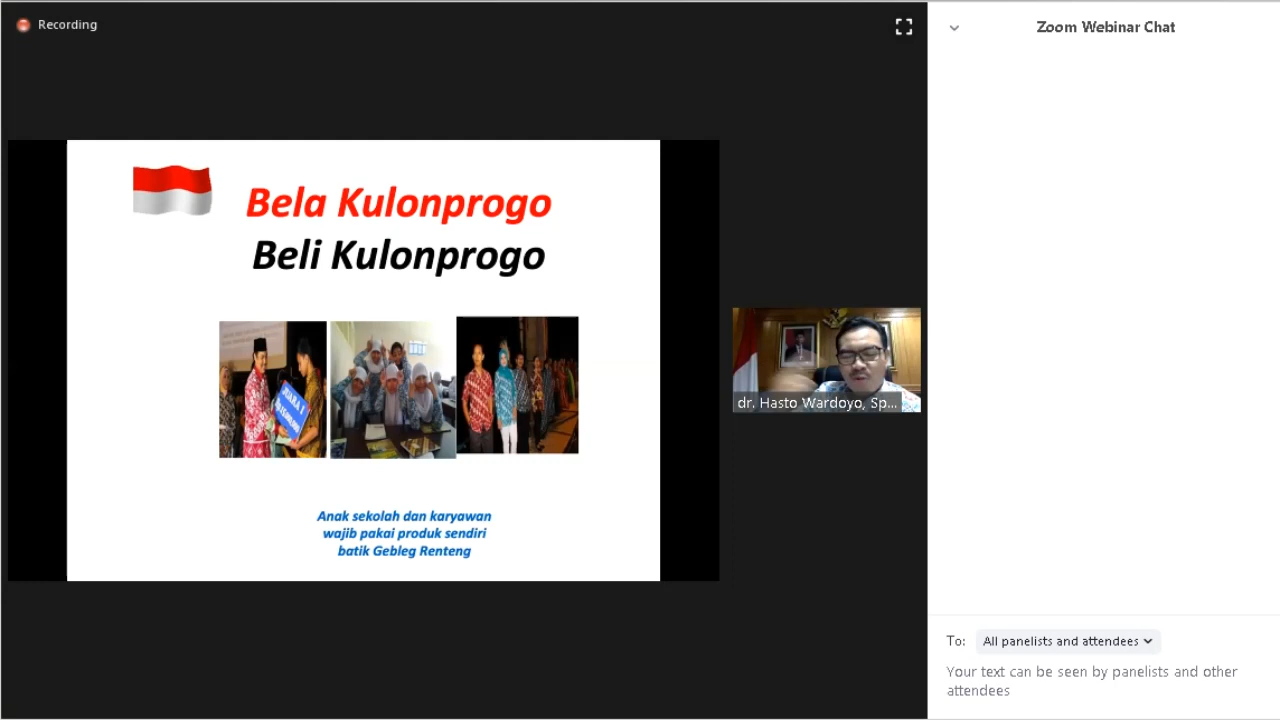 Recording
Zoom Webinar Chat
Bela Kulonprogo
Beli Kulonprogo
JUARA I
dr. Hasto Wardoyo, Sp...
Anak sekolah dan karyawan
wajib pakai produk sendiri
batik Gebleg Renteng
To: All panelists and attendees
Your text can be seen by panelists and other
attendees